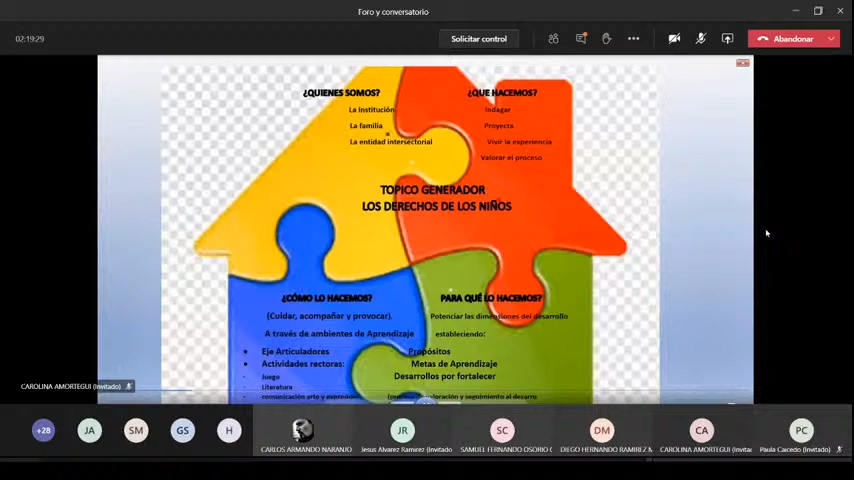 Foro y conversatorio
02:19:29
Solicitar control
Abandonar
¿QUIENES SOMOS?
La Institución
La familia
La entidad intersectorial
¿QUE HACEMOS?
Indagar
Proyecta
Vivir la experiencia
Valorar el proceso
TOPICO GENERADOR
LOS DERECHOS DE LOS NIÑOS
¿CÓMO LO HACEMOS?
(Cuidar, acompañar y provocar).
A través de ambientes de Aprendizaje
Eje Articuladores
Actividades rectoras:
- Juego
- Literatura
PARA QUÉ LO HACEMOS?
Potenciar las dimensiones del desarrollo
estableciendo:
Propósitos
Metas de Aprendizaje
Desarrollos por fortalecer
CAROLINA AMORTEGUI (Invitado)
+28
JA
SM
GS
H
JR
SC
DM
CA
PC
CARLOS ARMANDO NARANJO
Jesus Alvarez Ramirez (Invitado
SAMUEL FERNANDO OSORIO
DIEGO HERNANDO RAMIREZ
CAROLINA AMORTEGUI (Invitac
Paula Caicedo (Invitado)